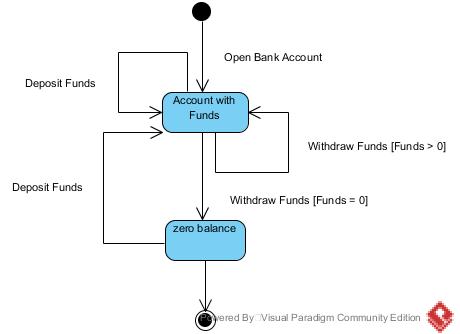 Open Bank Account
Deposit Funds
Account with
Funds
Withdraw Funds [Funds > 0]
Deposit Funds
Withdraw Funds [Funds = 0]
zero balance
Powered By Visual Paradigm Community Edition